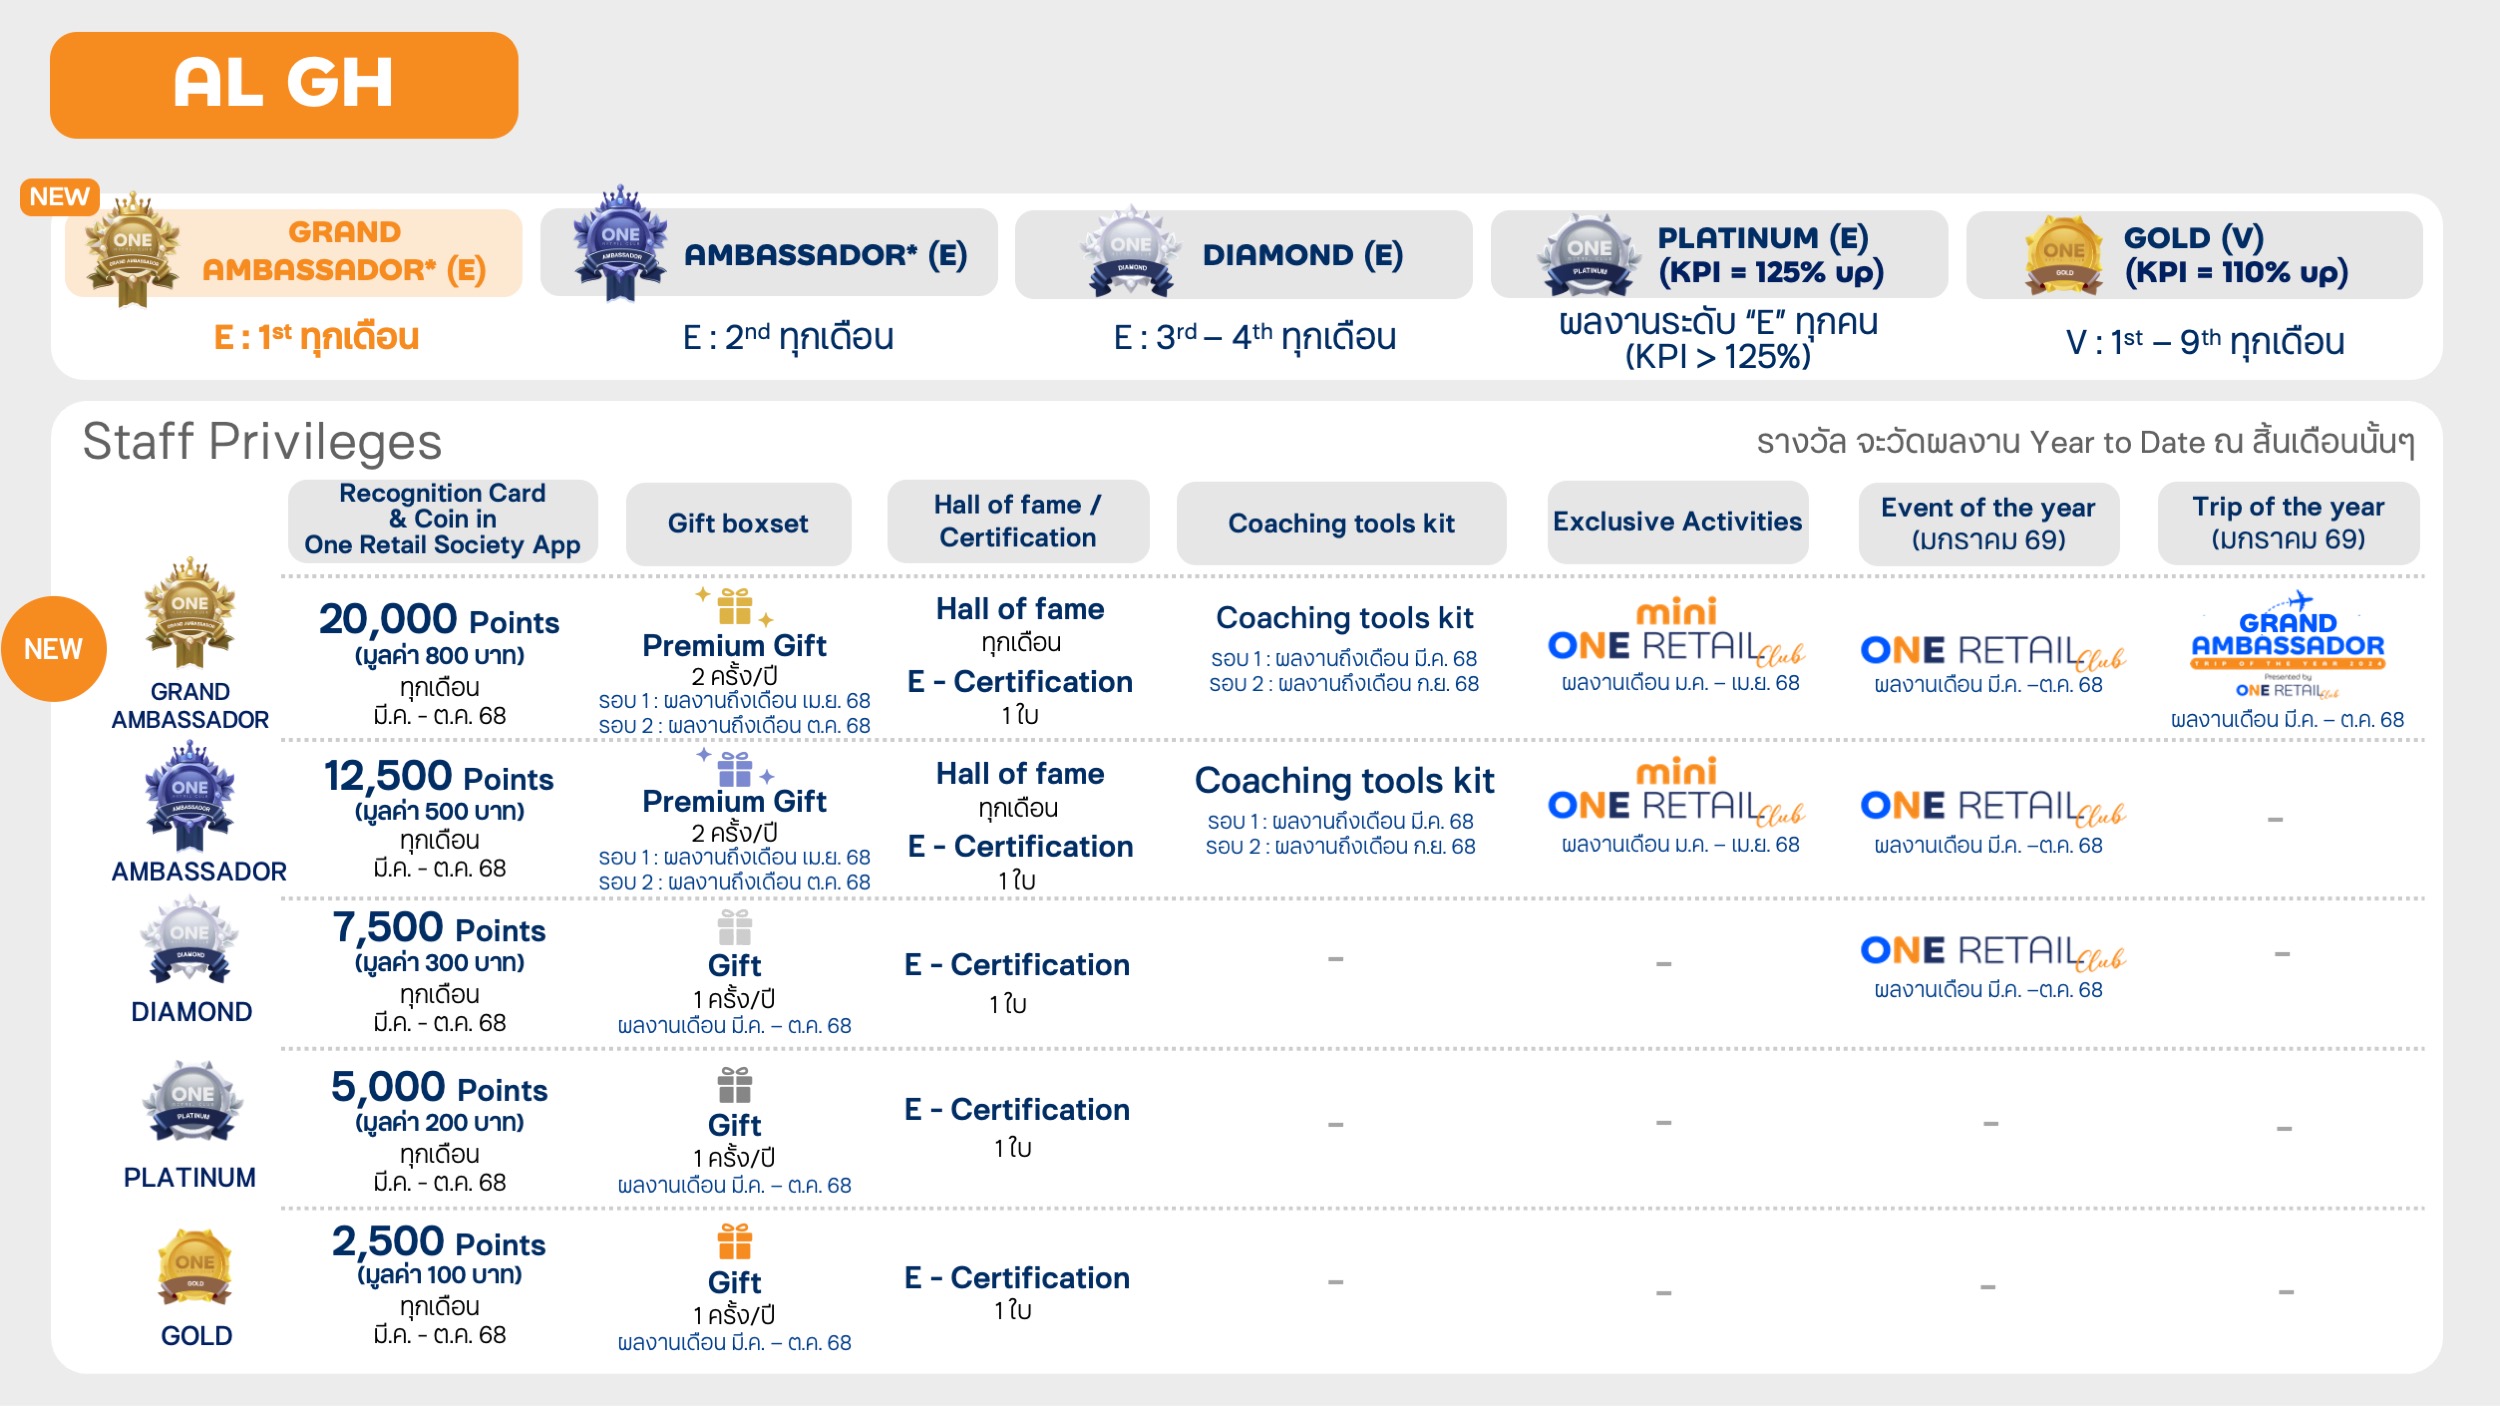 AL GH
NEW
GRAND
AMBASSADOR* (E)
E : 1st ทุกเดือน
AMBASSADOR* (E)
E : 2nd ทุกเดือน
DIAMOND (E)
E : 3rd – 4th ทุกเดือน
PLATINUM (E)
(KPI = 125% up)
ผลงานระดับ “E” ทุกคน
(KPI > 125%)
GOLD (V)
(KPI = 110% up)
V : 1st – 9th ทุกเดือน
Staff Privileges
รางวัล จะวัดผลงาน Year to Date ณ สิ้นเดือนนั้นๆ
Recognition Card
& Coin in
One Retail Society App
Gift boxset
Hall of fame /
Certification
Coaching tools kit
Exclusive Activities
Event of the year
(มกราคม 69)
Trip of the year
(มกราคม 69)
NEW
ONE
GRAND AMBASSADOR
GRAND
AMBASSADOR
20,000 Points
(มูลค่า 800 บาท)
ทุกเดือน
มี.ค. - ต.ค. 68
Premium Gift
2 ครั้ง/ปี
รอบ 1 : ผลงานถึงเดือน เม.ย. 68
รอบ 2 : ผลงานถึงเดือน ต.ค. 68
Hall of fame
ทุกเดือน
E - Certification
1 ใบ
Coaching tools kit
รอบ 1 : ผลงานถึงเดือน มี.ค. 68
รอบ 2 : ผลงานถึงเดือน ก.ย. 68
mini
ONE RETAIL Club
ผลงานเดือน ม.ค. – เม.ย. 68
ONE RETAIL Club
ผลงานเดือน มี.ค. –ต.ค. 68
GRAND
AMBASSADOR
TRIP OF THE YEAR 2024
Presented by
ONE RETAIL Club
ผลงานเดือน มี.ค. – ต.ค. 68
ONE
AMBASSADOR
AMBASSADOR
12,500 Points
(มูลค่า 500 บาท)
ทุกเดือน
มี.ค. - ต.ค. 68
Premium Gift
2 ครั้ง/ปี
รอบ 1 : ผลงานถึงเดือน เม.ย. 68
รอบ 2 : ผลงานถึงเดือน ต.ค. 68
Hall of fame
ทุกเดือน
E - Certification
1 ใบ
Coaching tools kit
รอบ 1 : ผลงานถึงเดือน มี.ค. 68
รอบ 2 : ผลงานถึงเดือน ก.ย. 68
mini
ONE RETAIL Club
ผลงานเดือน ม.ค. – เม.ย. 68
ONE RETAIL Club
ผลงานเดือน มี.ค. –ต.ค. 68
–
ONE
DIAMOND
DIAMOND
7,500 Points
(มูลค่า 300 บาท)
ทุกเดือน
มี.ค. - ต.ค. 68
Gift
1 ครั้ง/ปี
ผลงานเดือน มี.ค. – ต.ค. 68
E - Certification
1 ใบ
–
–
ONE RETAIL Club
ผลงานเดือน มี.ค. –ต.ค. 68
–
ONE
PLATINUM
PLATINUM
5,000 Points
(มูลค่า 200 บาท)
ทุกเดือน
มี.ค. - ต.ค. 68
Gift
1 ครั้ง/ปี
ผลงานเดือน มี.ค. – ต.ค. 68
E - Certification
1 ใบ
–
–
–
–
ONE
GOLD
GOLD
2,500 Points
(มูลค่า 100 บาท)
ทุกเดือน
มี.ค. - ต.ค. 68
Gift
1 ครั้ง/ปี
ผลงานเดือน มี.ค. – ต.ค. 68
E - Certification
1 ใบ
–
–
–
–